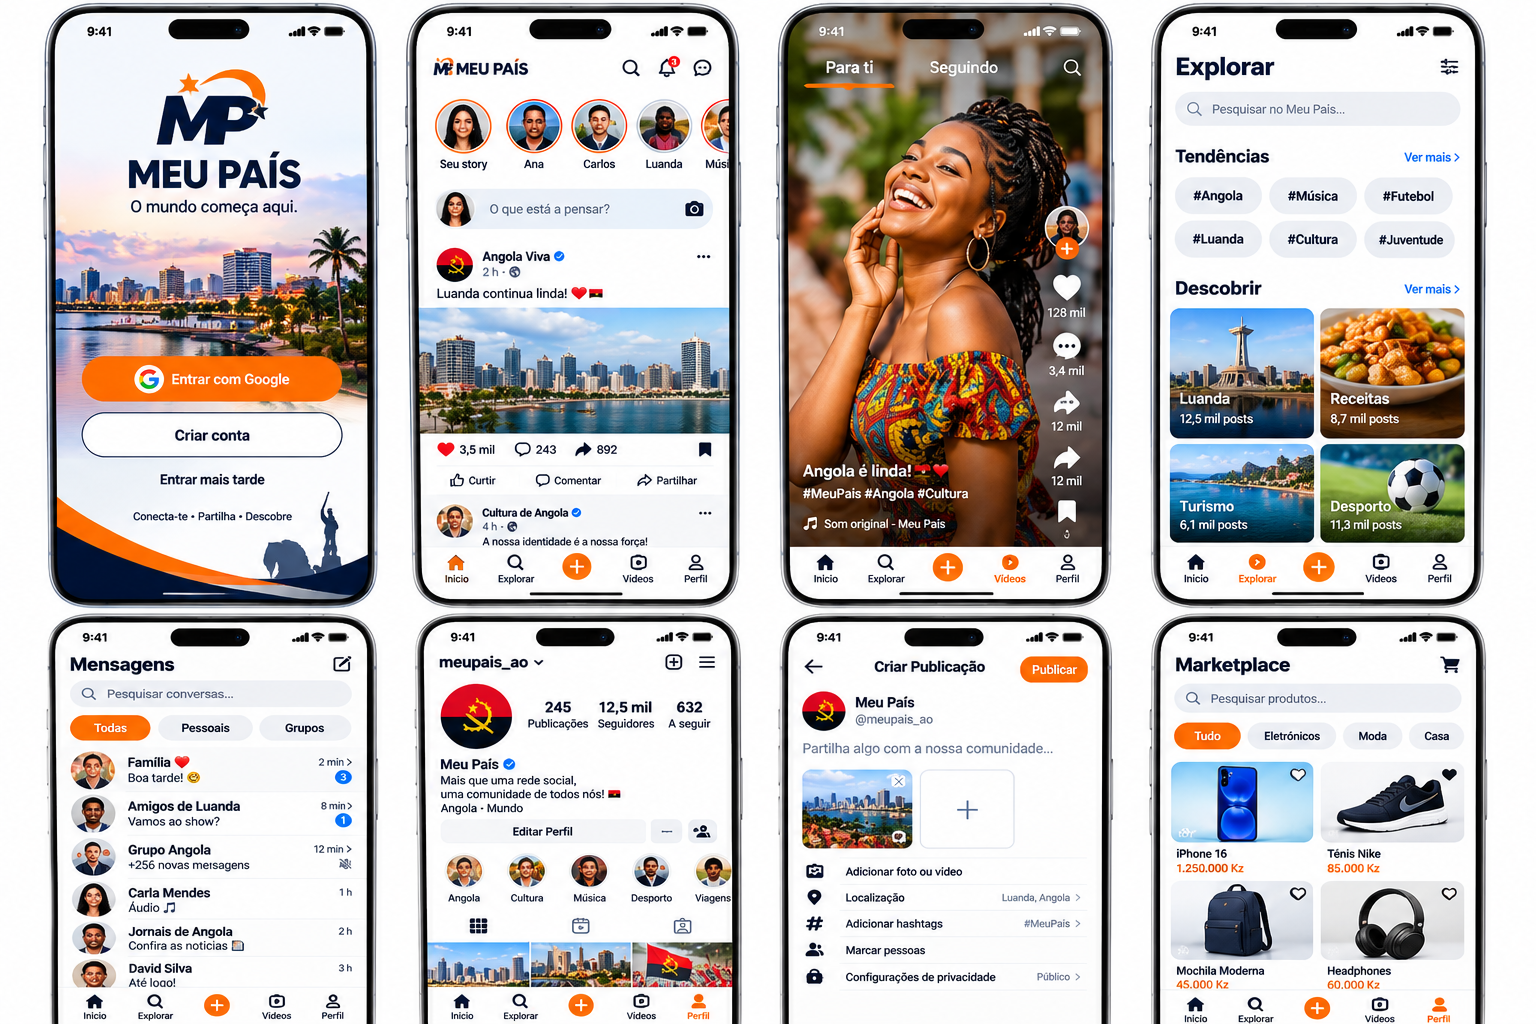 9:41
MP
MEU PAÍS
O mundo começa aqui.
Entrar com Google
Criar conta
Entrar mais tarde
Conecta-te • Partilha • Descobre
9:41
MP MEU PAÍS
3
Seu story
Ana
Carlos
Luanda
Músi
O que está a pensar?
Angola Viva
2 h ·
Luanda continua linda! ❤️🇦🇴
3,5 mil
243
892
Curtir
Comentar
Partilhar
Cultura de Angola
4 h ·
A nossa identidade é a nossa força!
Início
Explorar
Vídeos
Perfil
9:41
Para ti
Seguindo
128 mil
3,4 mil
12 mil
12 mil
Angola é linda! 🇦🇴❤️
#MeuPais #Angola #Cultura
Som original - Meu País
Início
Explorar
Vídeos
Perfil
9:41
Explorar
Pesquisar no Meu País...
Tendências
Ver mais >
#Angola
#Música
#Futebol
#Luanda
#Cultura
#Juventude
Descobrir
Ver mais >
Luanda
12,5 mil posts
Receitas
8,7 mil posts
Turismo
6,1 mil posts
Desporto
11,3 mil posts
Início
Explorar
Vídeos
Perfil
9:41
Mensagens
Pesquisar conversas...
Todas
Pessoais
Grupos
Família ❤️
2 min >
Boa tarde! 😊
3
Amigos de Luanda
8 min >
Vamos ao show?
1
Grupo Angola
12 min >
+256 novas mensagens
Carla Mendes
1 h
Áudio 🎵
Jornais de Angola
2 h
Confira as noticias 📰
David Silva
3 h
Até logo!
Início
Explorar
Vídeos
Perfil
9:41
meupais_ao
245
12,5 mil
632
Publicações
Seguidores
A seguir
Meu País
Mais que uma rede social,
uma comunidade de todos nós! 🇦🇴
Angola • Mundo
Editar Perfil
Angola
Cultura
Música
Desporto
Viagens
Início
Explorar
Vídeos
Perfil
9:41
Criar Publicação
Publicar
Meu País
@meupais_ao
Partilha algo com a nossa comunidade...
Adicionar foto ou vídeo
Localização
Luanda, Angola >
Adicionar hashtags
#MeuPaís >
Marcar pessoas
Configurações de privacidade
Público >
9:41
Marketplace
Pesquisar produtos...
Tudo
Eletrónicos
Moda
Casa
iPhone 16
1.250.000 Kz
Ténis Nike
85.000 Kz
Mochila Moderna
45.000 Kz
Headphones
60.000 Kz
Início
Explorar
Vídeos
Perfil